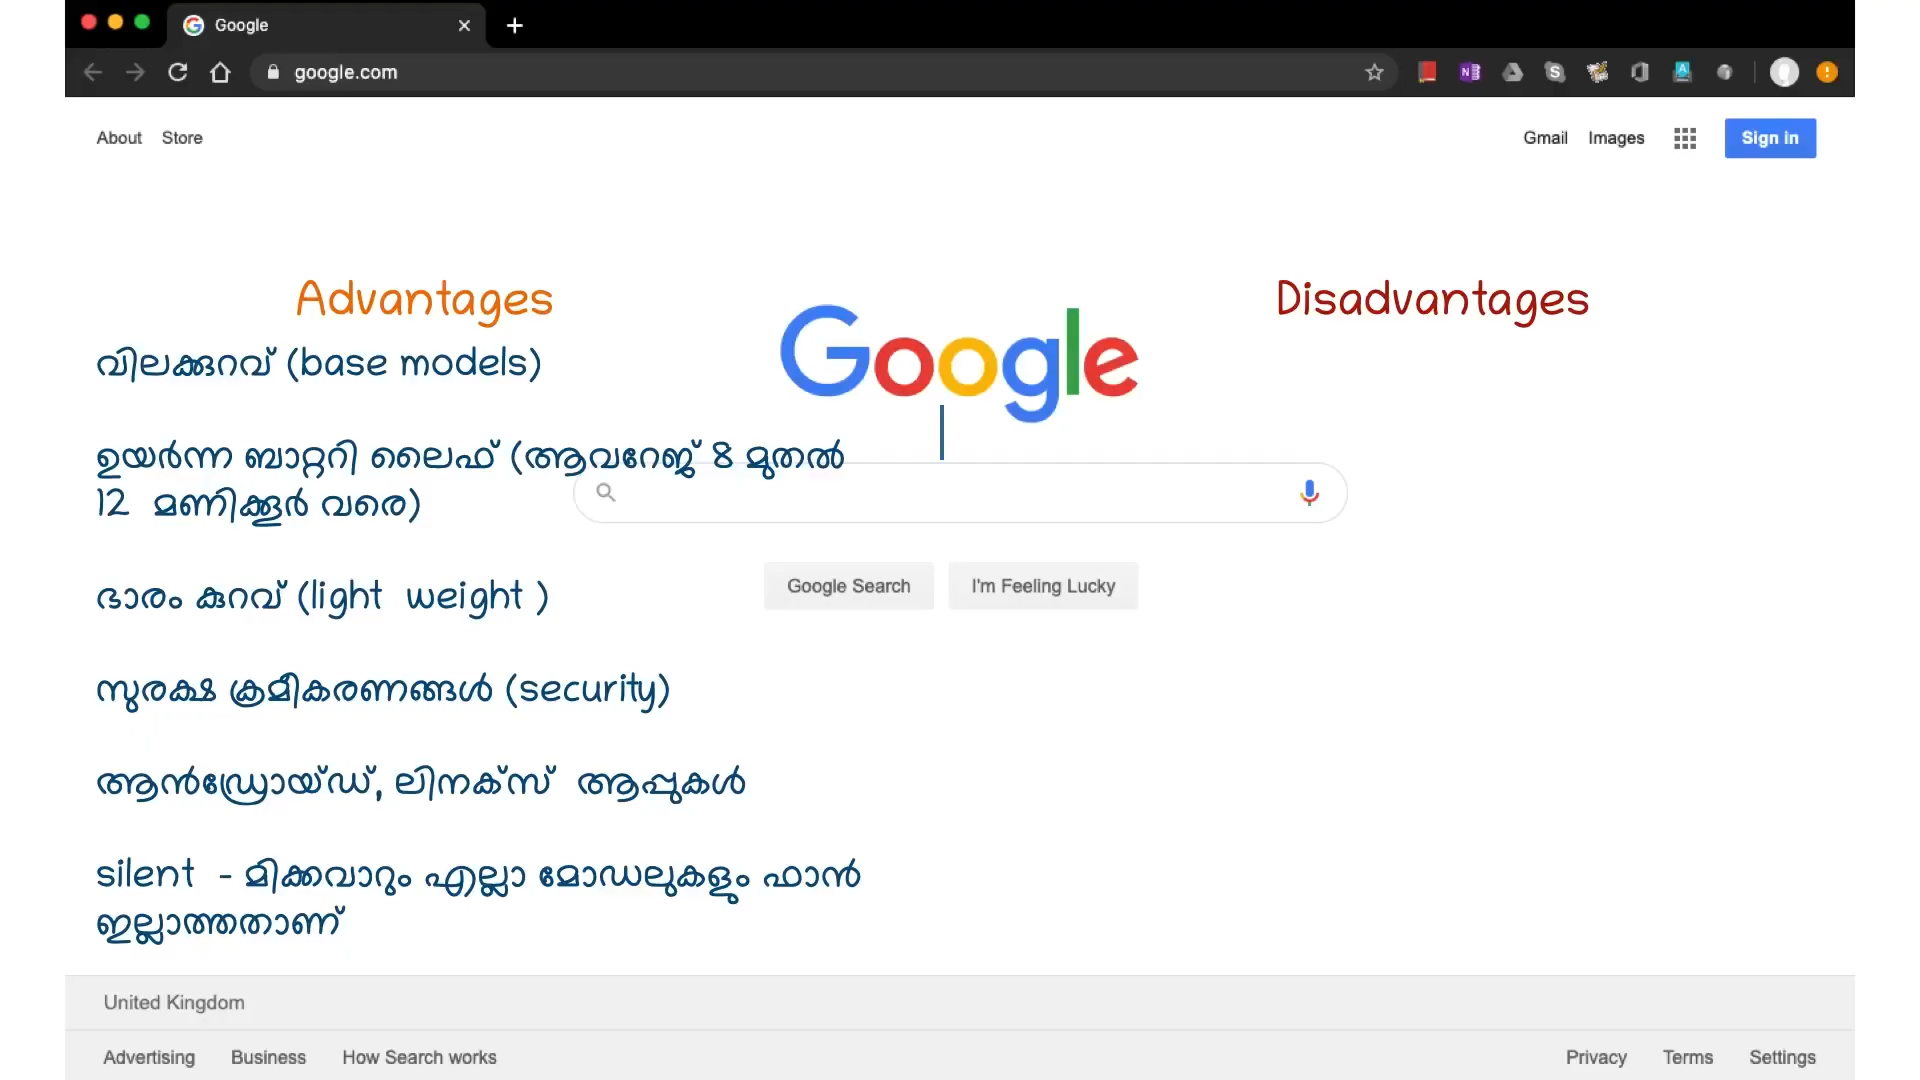 Google
google.com
About Store
Gmail Images
Sign in
Advantages
Disadvantages
Google
വിലക്കുറവ് (base models)
ഉയർന്ന ബാറ്ററി ലൈഫ് (ആവറേജ് 8 മുതൽ
12 മണിക്കൂർ വരെ)
Google Search
I'm Feeling Lucky
ഭാരം കുറവ് (light weight )
സുരക്ഷ ക്രമീകരണങ്ങൾ (security)
ആൻഡ്രോയ്ഡ്, ലിനക്സ് ആപ്പുകൾ
silent - മിക്കവാറും എല്ലാ മോഡലുകളും ഫാൻ
ഇല്ലാത്തതാണ്
United Kingdom
Advertising Business How Search works
Privacy Terms Settings